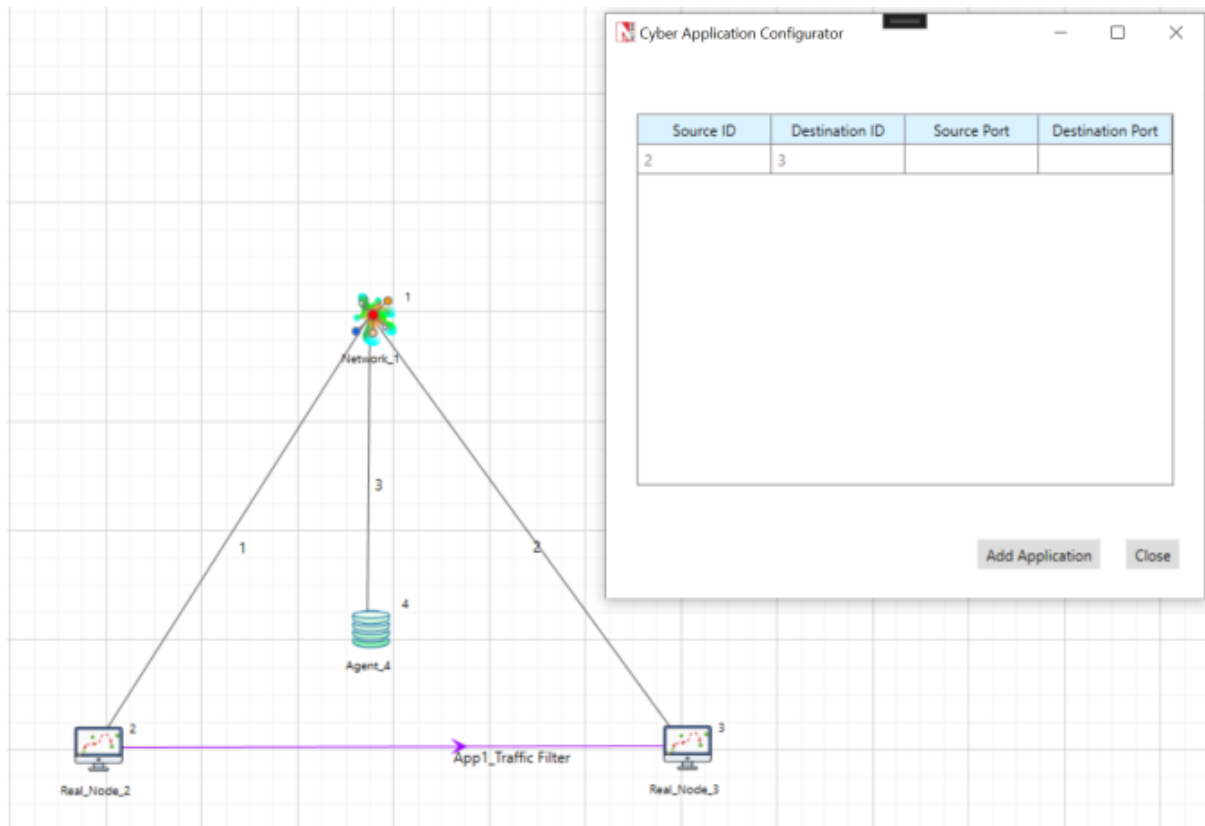 Cyber Application Configurator
Source ID Destination ID Source Port Destination Port
2 3
1
Network_1
3
1
2
4
Agent_4
2
3
App1_Traffic Filter
Real_Node_2
Real_Node_3
Add Application Close